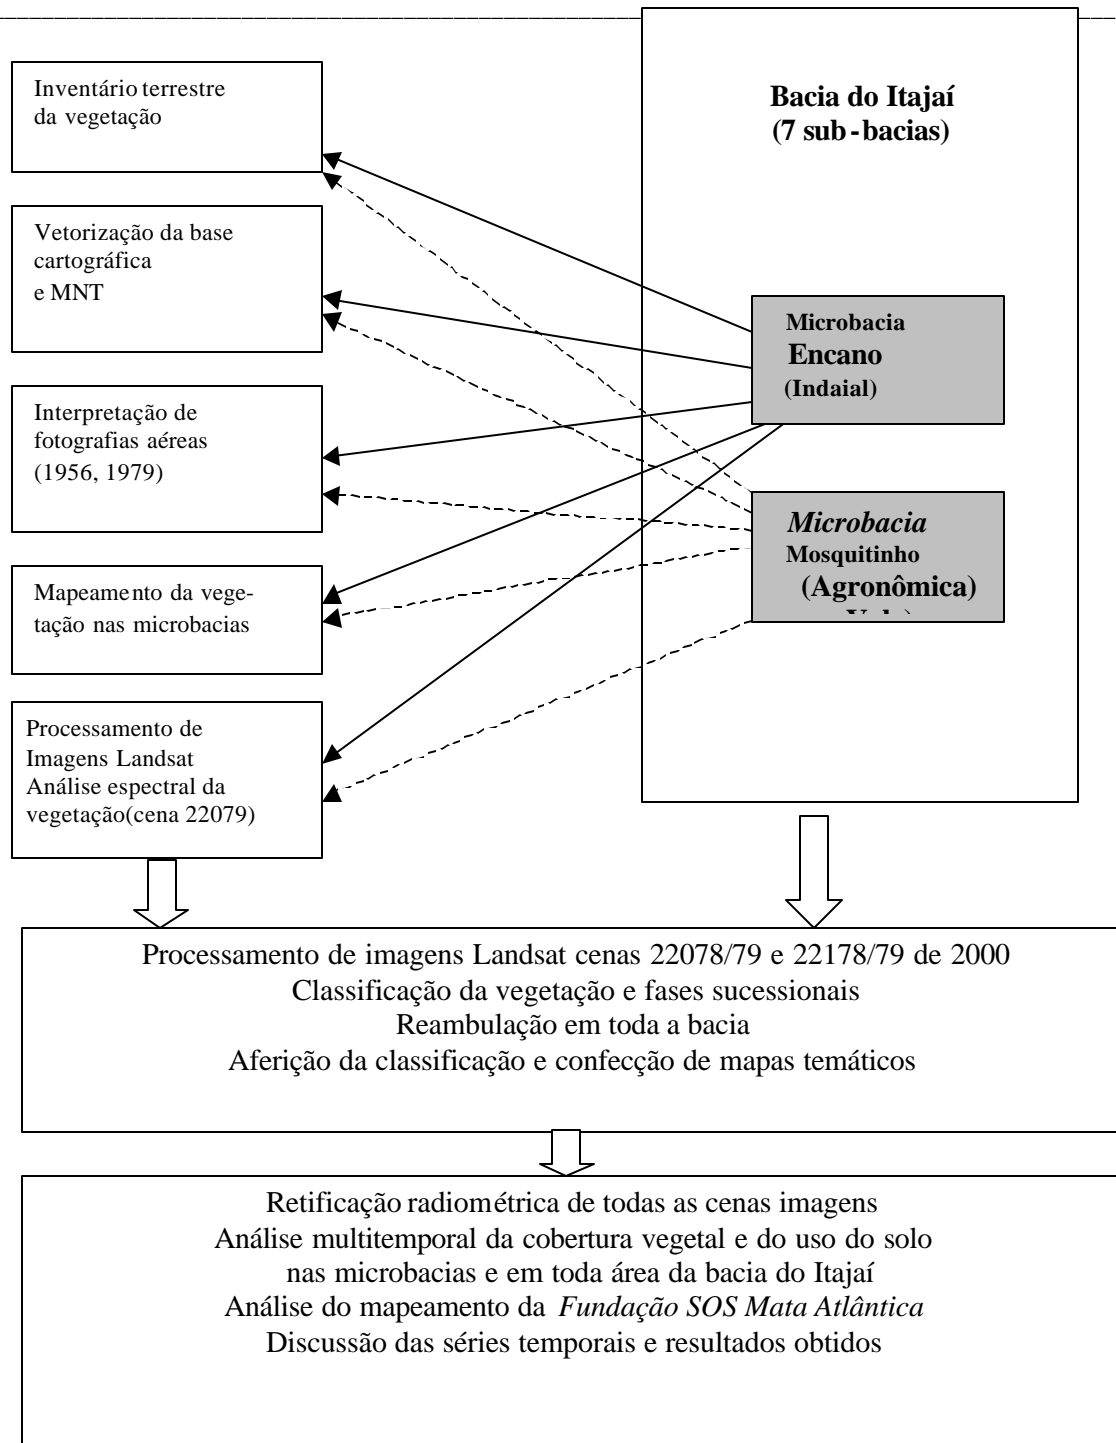 Inventário terrestre
da vegetação
Vetorização da base
cartográfica
e MNT
Interpretação de
fotografias aéreas
(1956, 1979)
Mapeamento da vege-
tação nas microbacias
Processamento de
Imagens Landsat
Análise espectral da
vegetação(cena 22079)
Bacia do Itajaí
(7 sub-bacias)
Microbacia
Encano
(Indaial)
Microbacia
Mosquitinho
(Agronômica)
Processamento de imagens Landsat cenas 22078/79 e 22178/79 de 2000
Classificação da vegetação e fases sucessionais
Reambulação em toda a bacia
Aferição da classificação e confecção de mapas temáticos
Retificação radiométrica de todas as cenas imagens
Análise multitemporal da cobertura vegetal e do uso do solo
nas microbacias e em toda área da bacia do Itajaí
Análise do mapeamento da Fundação SOS Mata Atlântica
Discussão das séries temporais e resultados obtidos